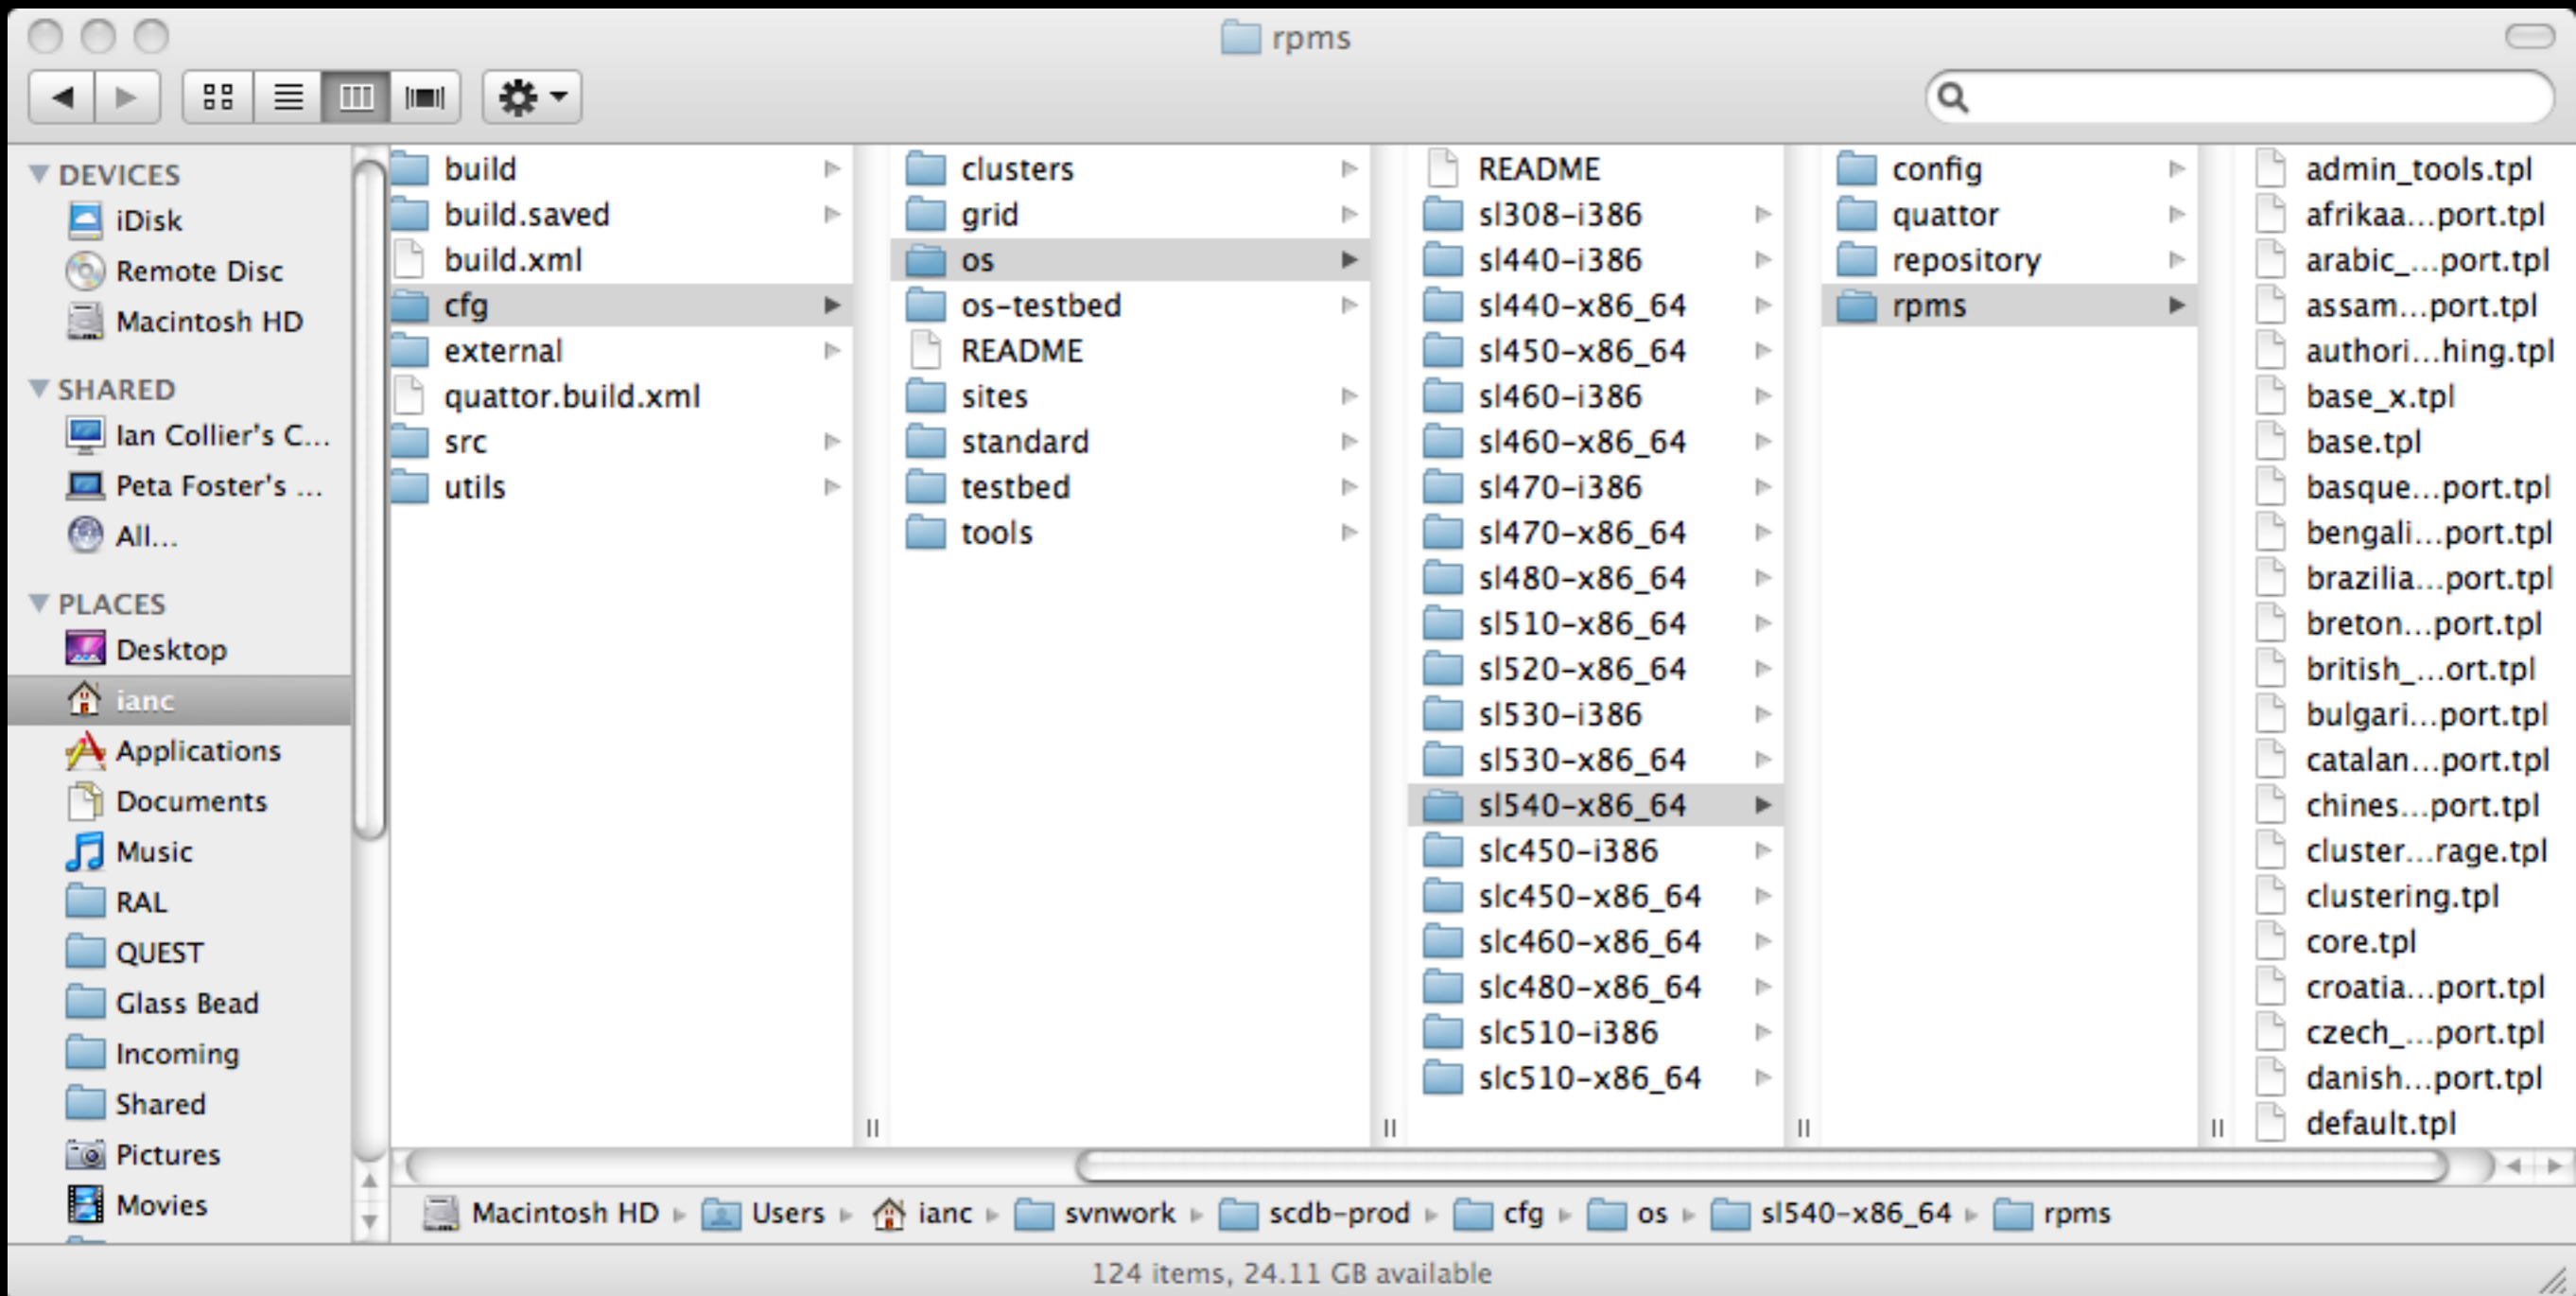 rpms
DEVICES
iDisk
Remote Disc
Macintosh HD
SHARED
Ian Collier's C...
Peta Foster's ...
All...
PLACES
Desktop
ianc
Applications
Documents
Music
RAL
QUEST
Glass Bead
Incoming
Shared
Pictures
Movies
build
build.saved
build.xml
cfg
external
quattor.build.xml
src
utils
clusters
grid
os
os-testbed
README
sites
standard
testbed
tools
README
sl308-i386
sl440-i386
sl440-x86_64
sl450-x86_64
sl460-i386
sl460-x86_64
sl470-i386
sl470-x86_64
sl480-x86_64
sl510-x86_64
sl520-x86_64
sl530-i386
sl530-x86_64
sl540-x86_64
slc450-i386
slc450-x86_64
slc460-x86_64
slc480-x86_64
slc510-i386
slc510-x86_64
config
quattor
repository
rpms
admin_tools.tpl
afrikaa...port.tpl
arabic_...port.tpl
assam...port.tpl
authori...hing.tpl
base_x.tpl
base.tpl
basque...port.tpl
bengali...port.tpl
brazilia...port.tpl
breton...port.tpl
british_...ort.tpl
bulgari...port.tpl
catalan...port.tpl
chines...port.tpl
cluster...rage.tpl
clustering.tpl
core.tpl
croatia...port.tpl
czech_...port.tpl
danish...port.tpl
default.tpl
Macintosh HD ▸ Users ▸ ianc ▸ svnwork ▸ scdb-prod ▸ cfg ▸ os ▸ sl540-x86_64 ▸ rpms
124 items, 24.11 GB available